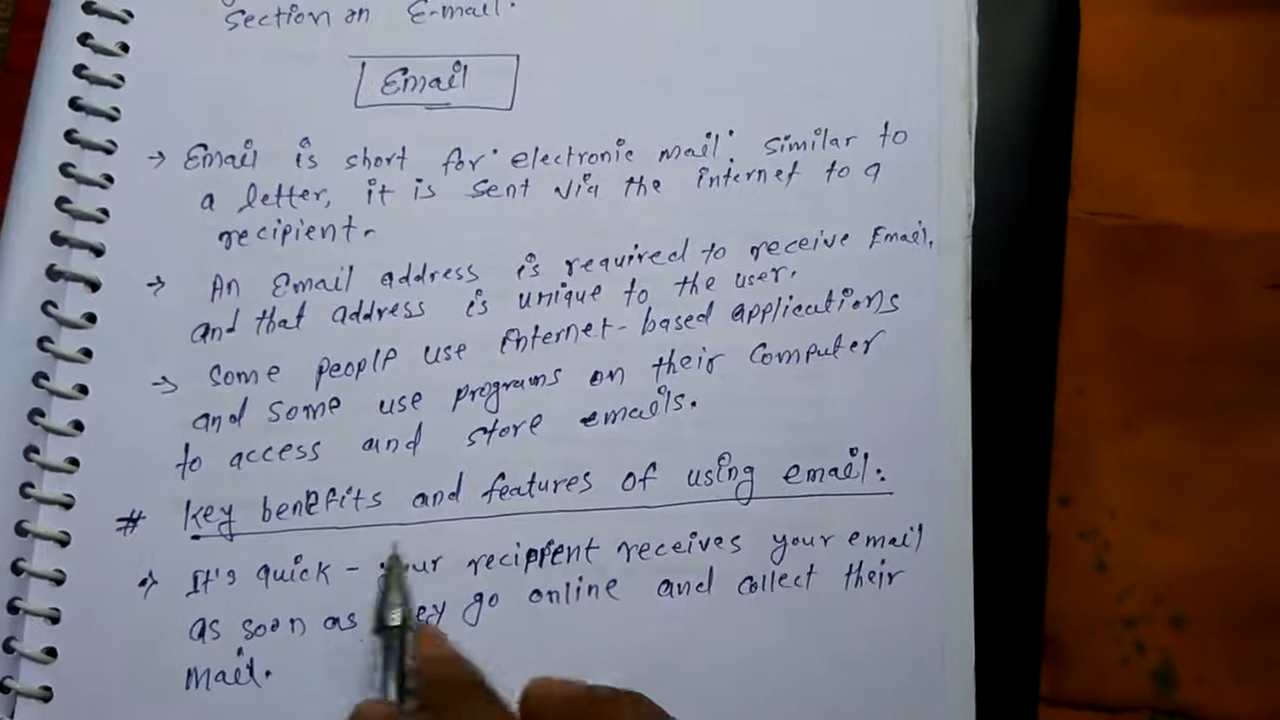 Section on E-mail.
Email
→ Email is short for electronic mail. Similar to
a letter, it is sent via the internet to a
recipient.
→ An Email address is required to receive Email,
and that address is unique to the user.
→ Some people use internet-based applications
and some use programs on their computer
to access and store emails.
# Key benefits and features of using email:
→ It's quick - your recipient receives your email
as soon as they go online and collect their
mail.